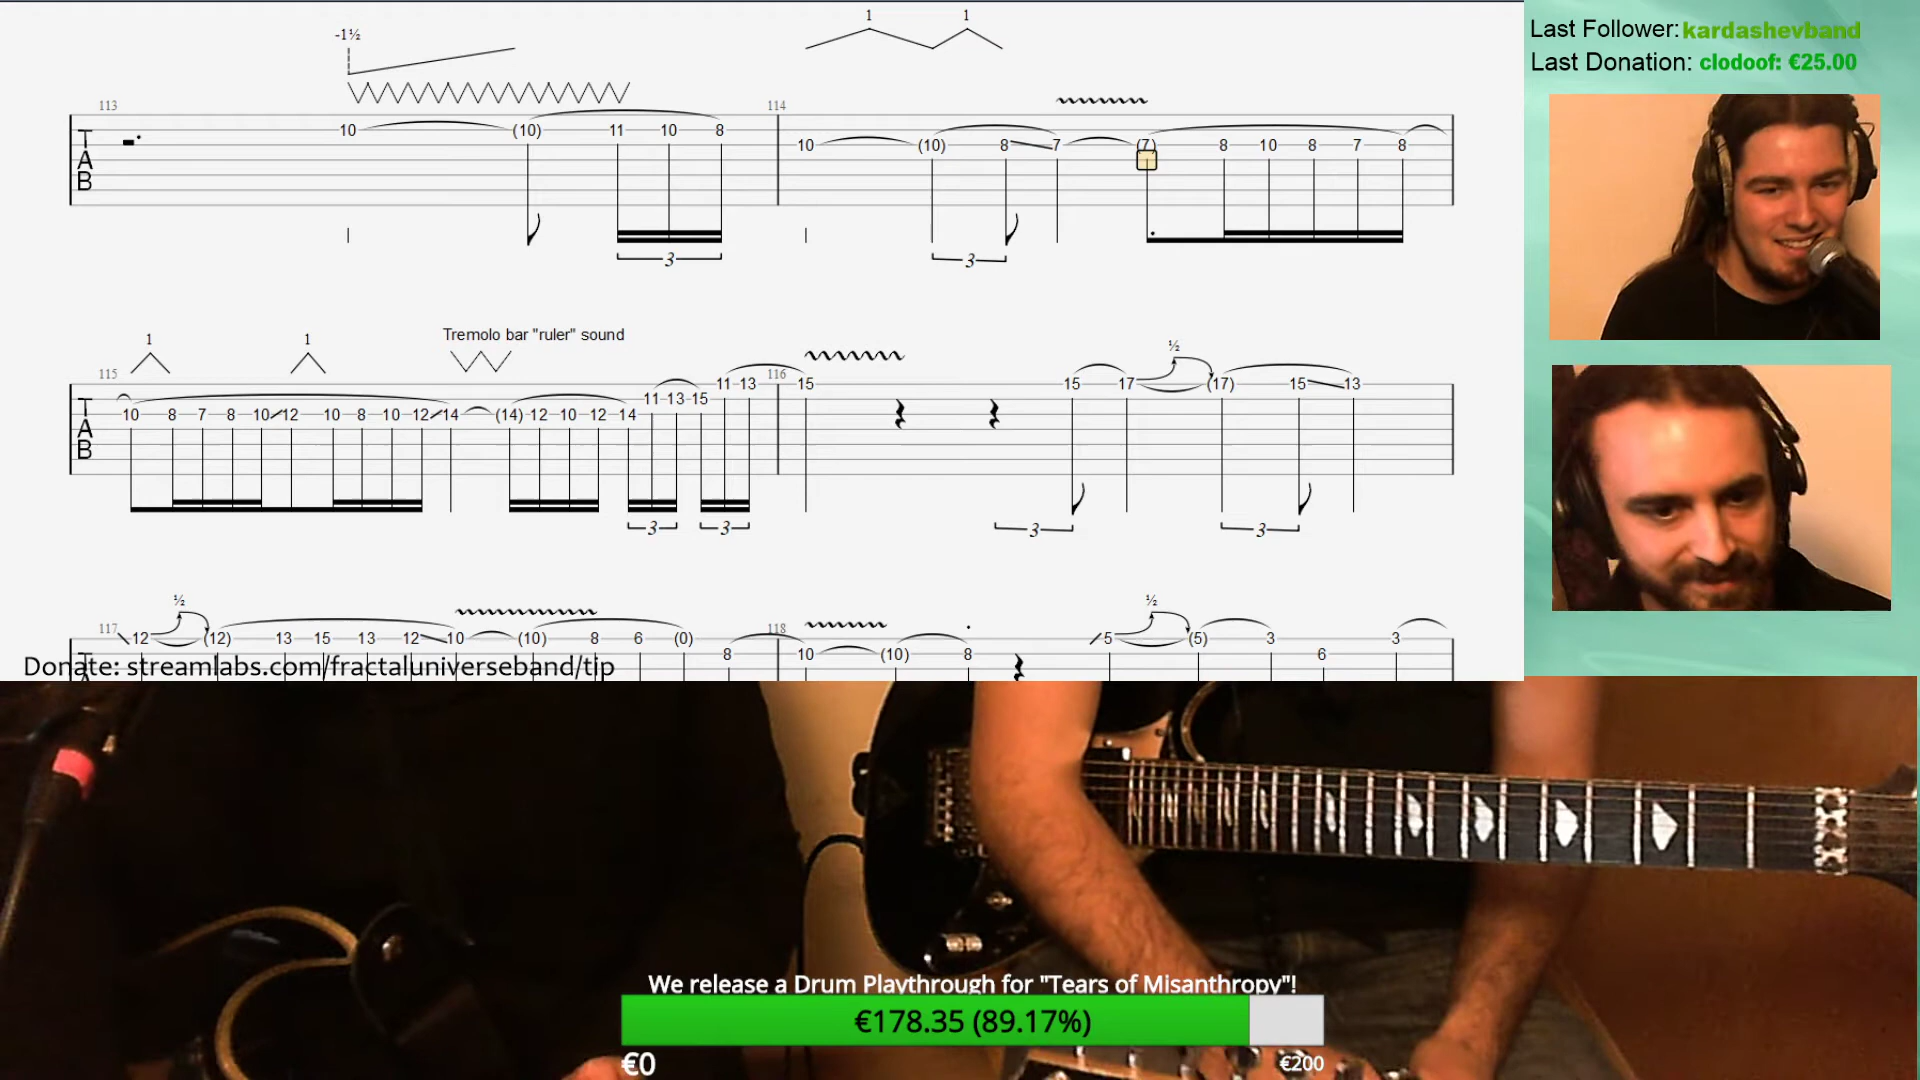 -1½
1 1
113 114
10 (10) 11 10 8
10 (10) 8 7 (7) 8 10 8 7 8
T
A
B
3 3
1 1 Tremolo bar "ruler" sound
½
115 116
11 13 15 15 17 (17) 15 13
11 13 15
10 8 7 8 10 12 10 8 10 12 14 (14) 12 10 12 14
T
A
B
3 3 3 3
½ ½
117 118
12 (12) 13 15 13 12 10 (10) 8 6 (0) 5 (5) 3 3
8 10 (10) 8 6
Donate: streamlabs.com/fractaluniverseband/tip
Last Follower: kardashevband
Last Donation: clodoof: €25.00
We release a Drum Playthrough for "Tears of Misanthropy"!
€178.35 (89.17%)
€0 €200